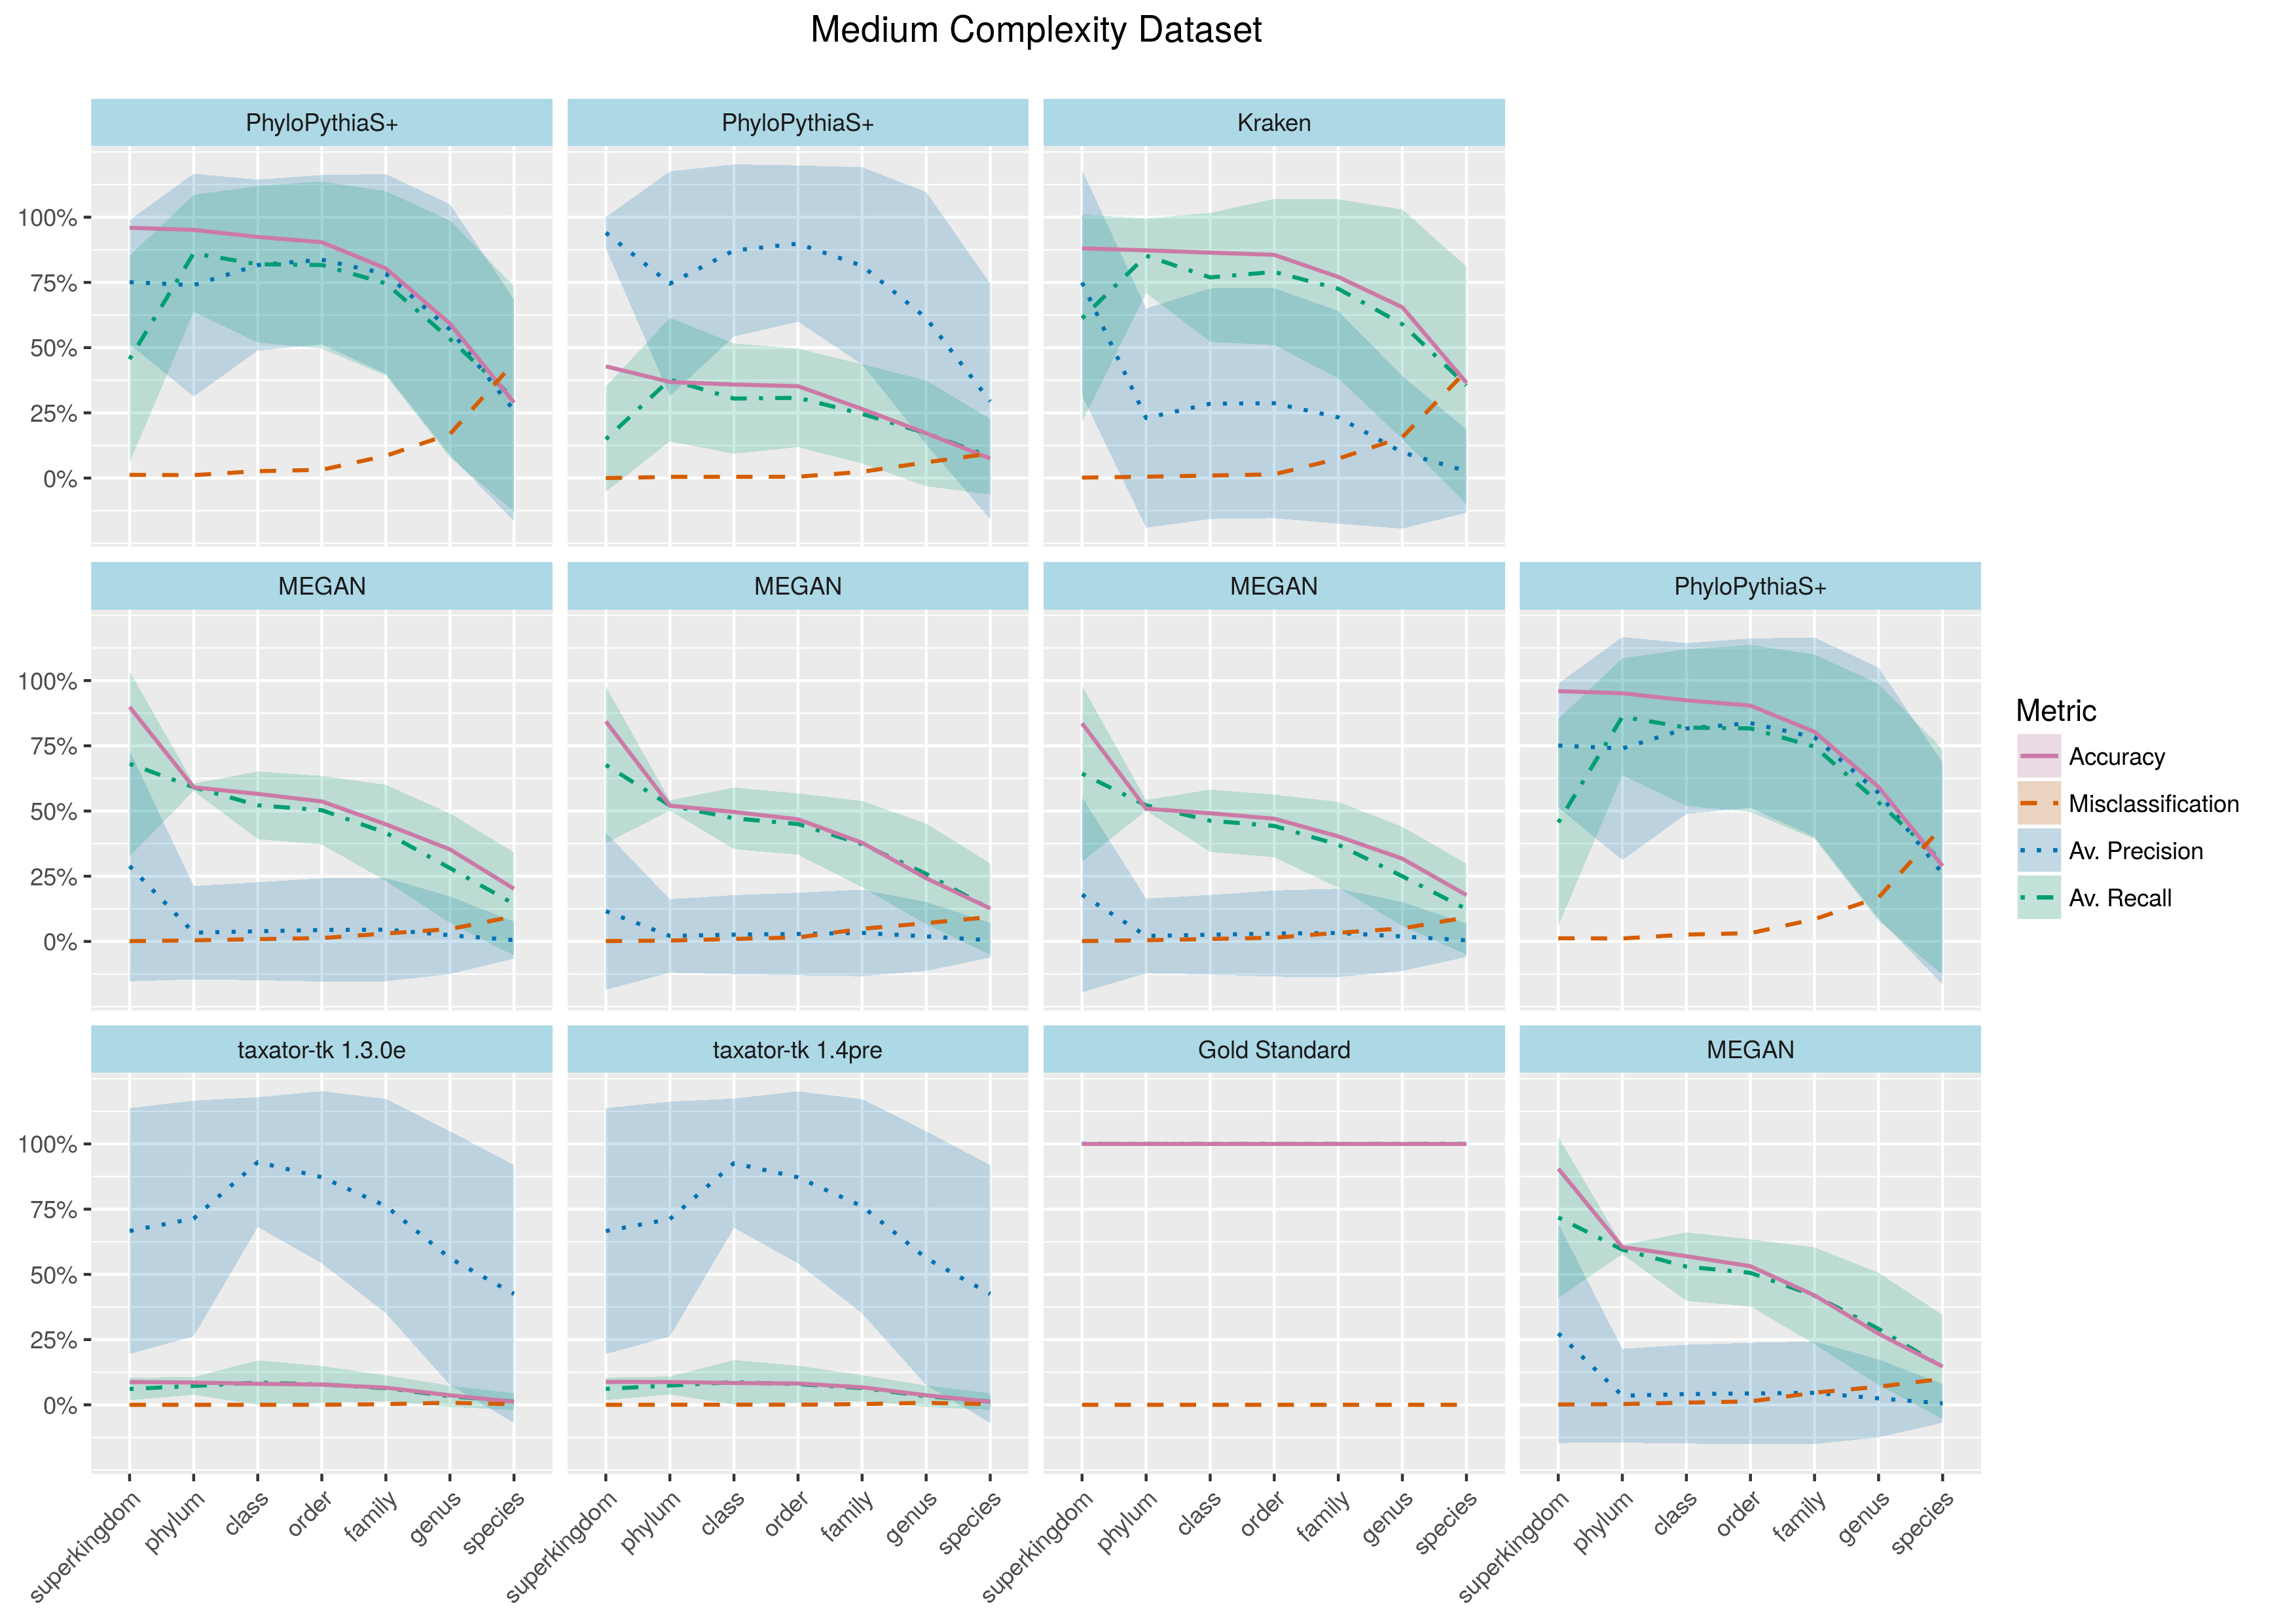 Medium Complexity Dataset
PhyloPythiaS+
PhyloPythiaS+
Kraken
100%
75%
50%
25%
0%
MEGAN
MEGAN
MEGAN
PhyloPythiaS+
100%
75%
50%
25%
0%
taxator-tk 1.3.0e
taxator-tk 1.4pre
Gold Standard
MEGAN
100%
75%
50%
25%
0%
superkingdom
phylum
class
order
family
genus
species
superkingdom
phylum
class
order
family
genus
species
superkingdom
phylum
class
order
family
genus
species
superkingdom
phylum
class
order
family
genus
species
Metric
Accuracy
Misclassification
Av. Precision
Av. Recall